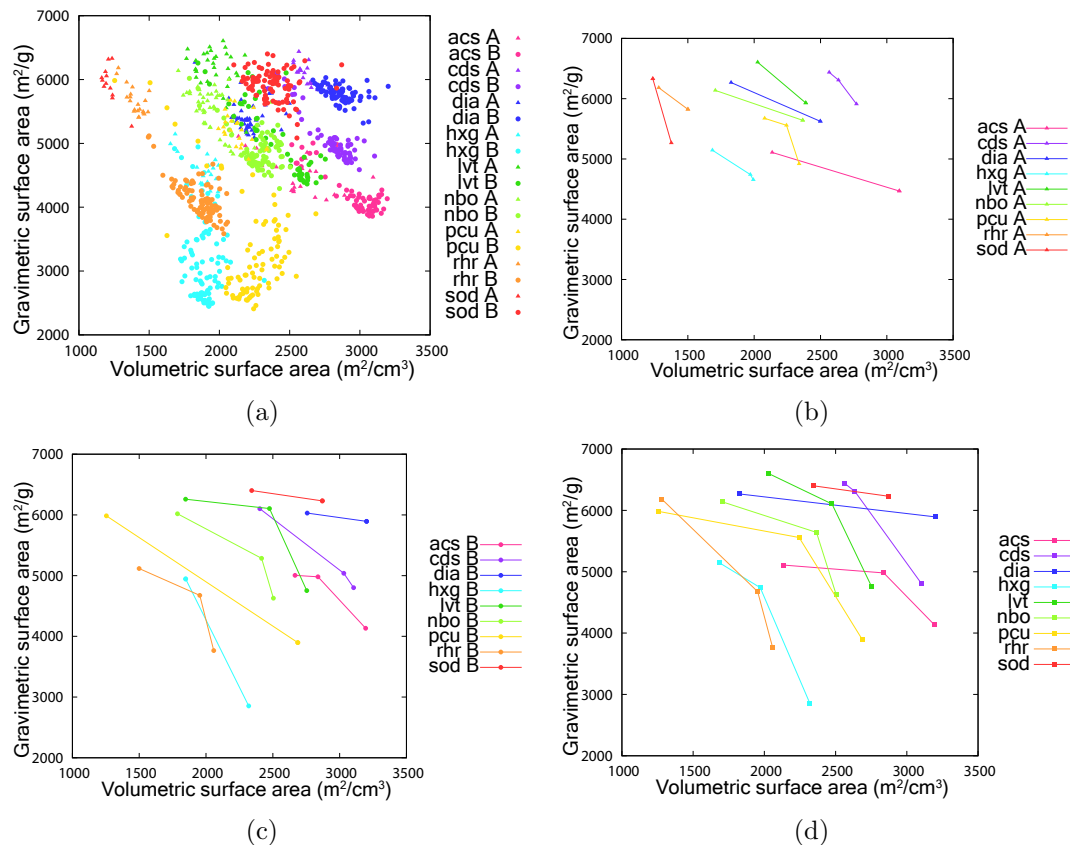 7000
6000
5000
4000
3000
2000
1000 1500 2000 2500 3000 3500
Gravimetric surface area (m²/g)
Volumetric surface area (m²/cm³)
acs A
acs B
cds A
cds B
dia A
dia B
hxg A
hxg B
lvt A
lvt B
nbo A
nbo B
pcu A
pcu B
rhr A
rhr B
sod A
sod B
(a)
7000
6000
5000
4000
3000
2000
1000 1500 2000 2500 3000 3500
Gravimetric surface area (m²/g)
Volumetric surface area (m²/cm³)
acs A
cds A
dia A
hxg A
lvt A
nbo A
pcu A
rhr A
sod A
(b)
7000
6000
5000
4000
3000
2000
1000 1500 2000 2500 3000 3500
Gravimetric surface area (m²/g)
Volumetric surface area (m²/cm³)
acs B
cds B
dia B
hxg B
lvt B
nbo B
pcu B
rhr B
sod B
(c)
7000
6000
5000
4000
3000
2000
1000 1500 2000 2500 3000 3500
Gravimetric surface area (m²/g)
Volumetric surface area (m²/cm³)
acs
cds
dia
hxg
lvt
nbo
pcu
rhr
sod
(d)